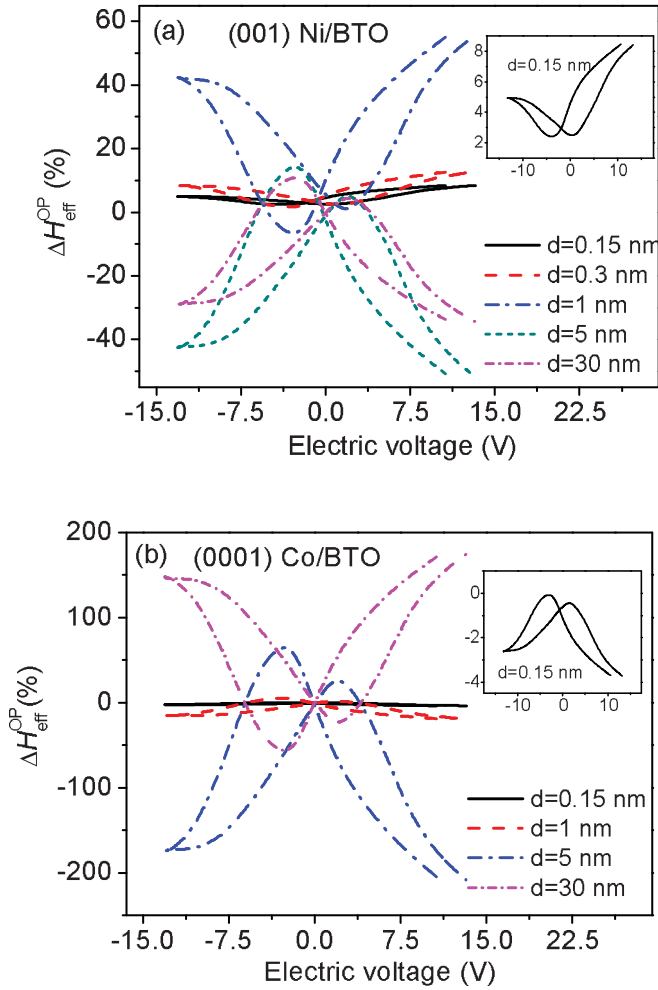 (a) (001) Ni/BTO
60
40
20
0
-20
-40
ΔH_eff^OP (%)
-15.0 -7.5 0.0 7.5 15.0 22.5
Electric voltage (V)
d=0.15 nm
d=0.3 nm
d=1 nm
d=5 nm
d=30 nm
d=0.15 nm
8
6
4
2
-10 0 10
(b) (0001) Co/BTO
200
100
0
-100
-200
ΔH_eff^OP (%)
-15.0 -7.5 0.0 7.5 15.0 22.5
Electric voltage (V)
d=0.15 nm
d=1 nm
d=5 nm
d=30 nm
0
-2
-4
d=0.15 nm
-10 0 10